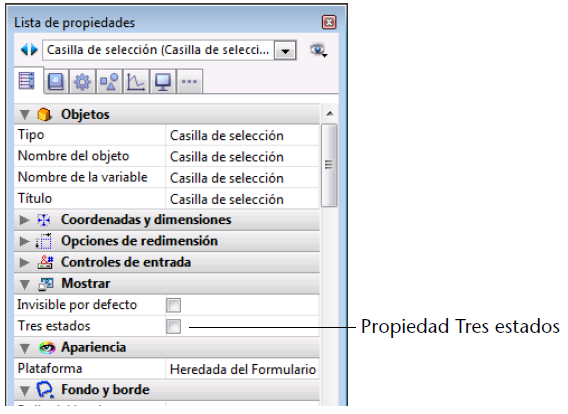 Lista de propiedades
Casilla de selección (Casilla de selecci...
Objetos
Tipo Casilla de selección
Nombre del objeto Casilla de selección
Nombre de la variable Casilla de selección
Título Casilla de selección
Coordenadas y dimensiones
Opciones de redimensión
Controles de entrada
Mostrar
Invisible por defecto
Tres estados
Propiedad Tres estados
Apariencia
Plataforma Heredada del Formulario
Fondo y borde